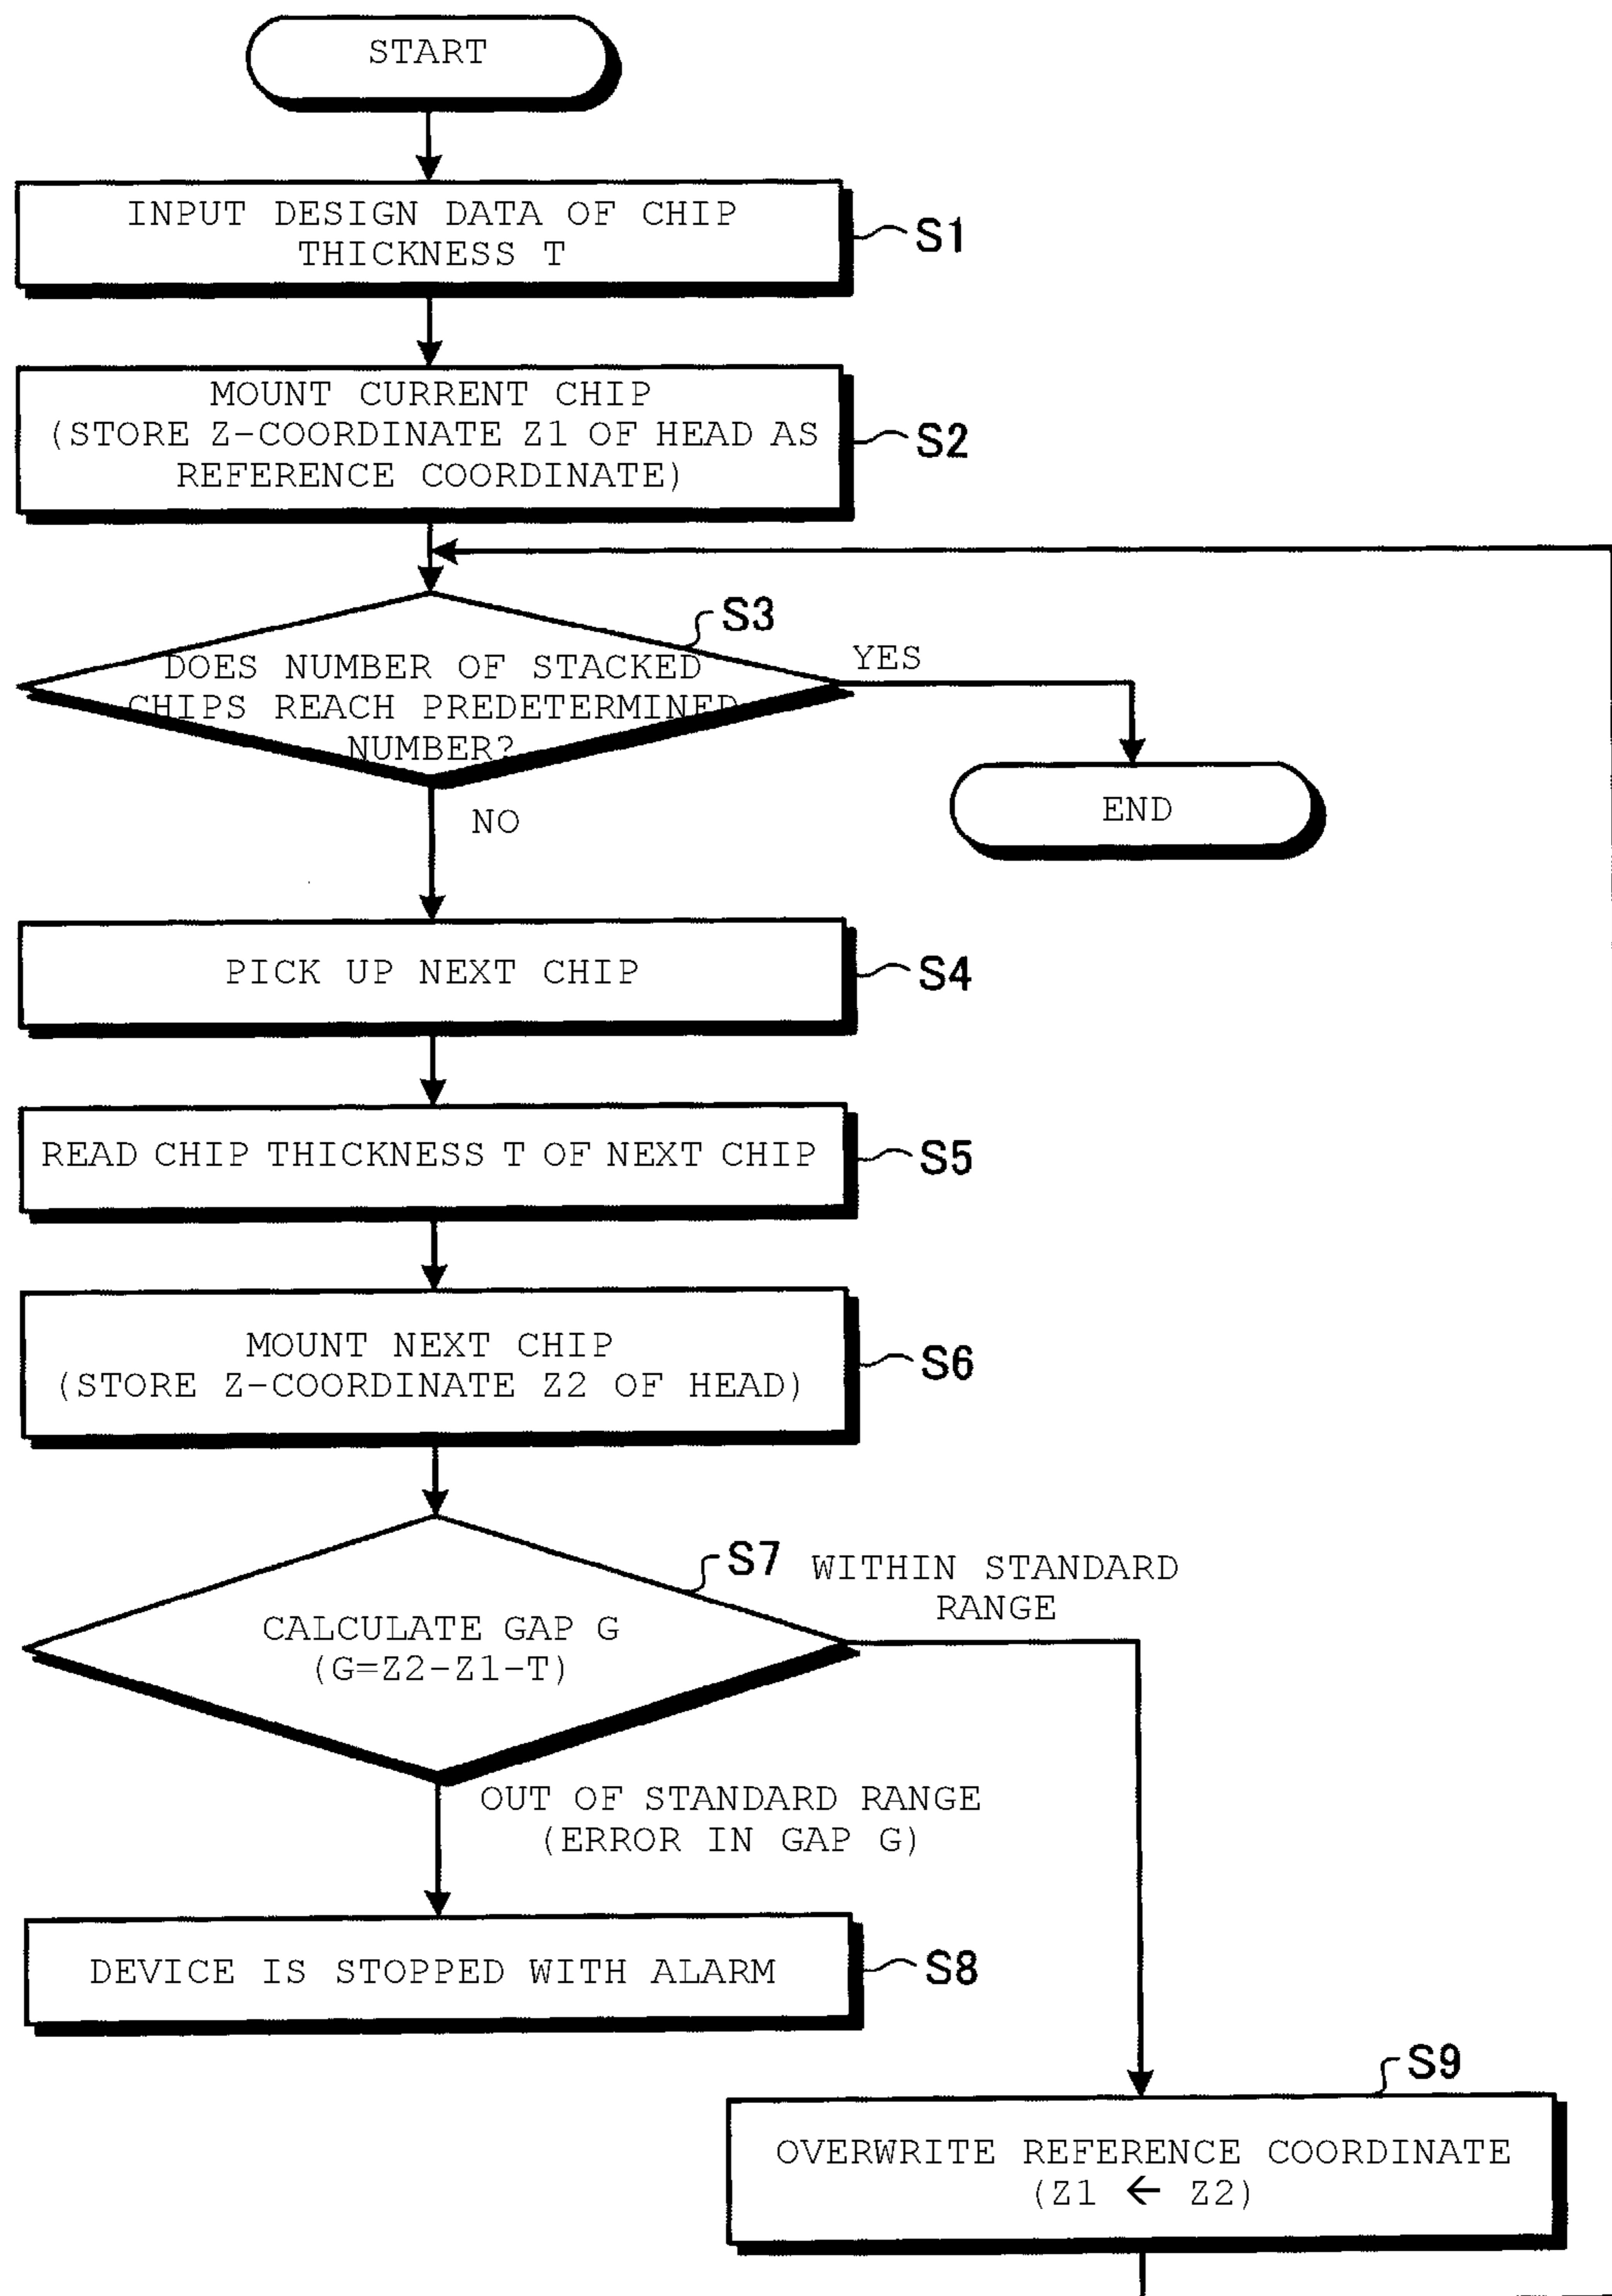 START
INPUT DESIGN DATA OF CHIP
THICKNESS T
S1
MOUNT CURRENT CHIP
(STORE Z-COORDINATE Z1 OF HEAD AS
REFERENCE COORDINATE)
S2
S3
DOES NUMBER OF STACKED
CHIPS REACH PREDETERMINED
NUMBER?
YES
END
NO
PICK UP NEXT CHIP
S4
READ CHIP THICKNESS T OF NEXT CHIP
S5
MOUNT NEXT CHIP
(STORE Z-COORDINATE Z2 OF HEAD)
S6
S7
WITHIN STANDARD
RANGE
CALCULATE GAP G
(G=Z2-Z1-T)
OUT OF STANDARD RANGE
(ERROR IN GAP G)
DEVICE IS STOPPED WITH ALARM
S8
S9
OVERWRITE REFERENCE COORDINATE
(Z1 ← Z2)